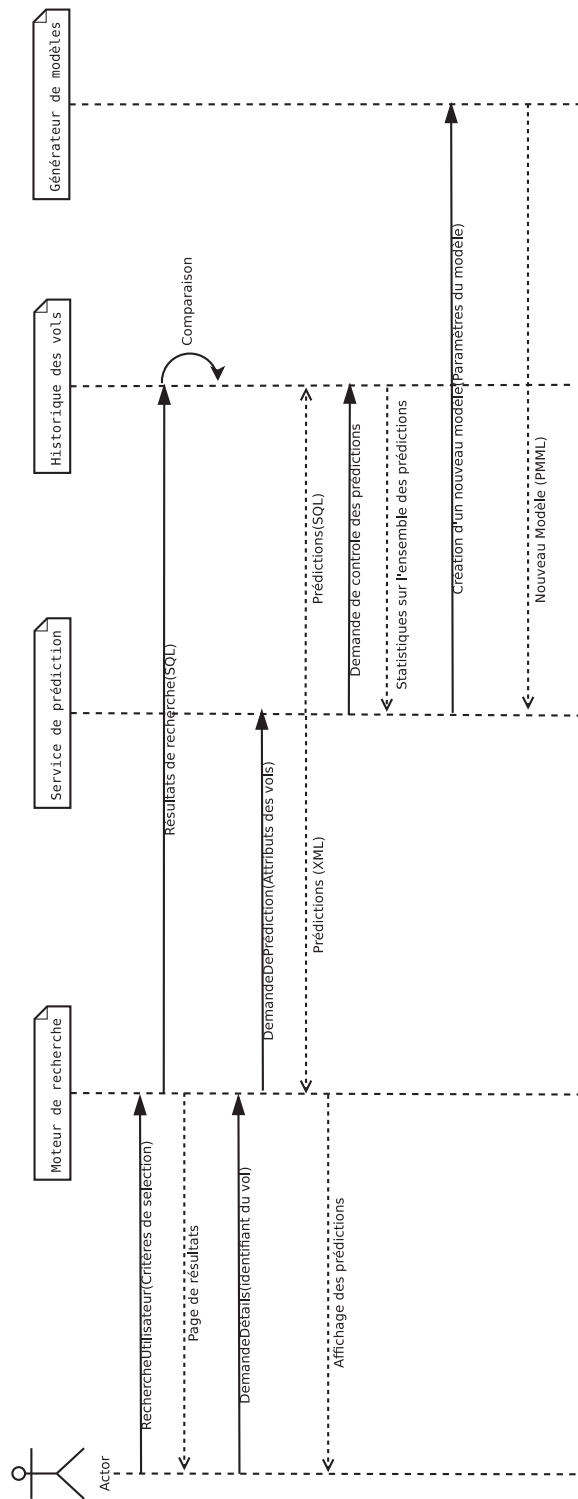 Actor
Moteur de recherche
Service de prédiction
Historique des vols
Générateur de modèles
RechercheUtilisateur(Critères de selection)
Résultats de recherche(SQL)
Comparaison
Page de résultats
DemandeDétails(identifiant du vol)
DemandeDePrédiction(Attributs des vols)
Prédictions (XML)
Prédictions(SQL)
Affichage des prédictions
Demande de controle des prédictions
Statistiques sur l'ensemble des prédictions
Création d'un nouveau modèle(Paramètres du modèle)
Nouveau Modèle (PMML)